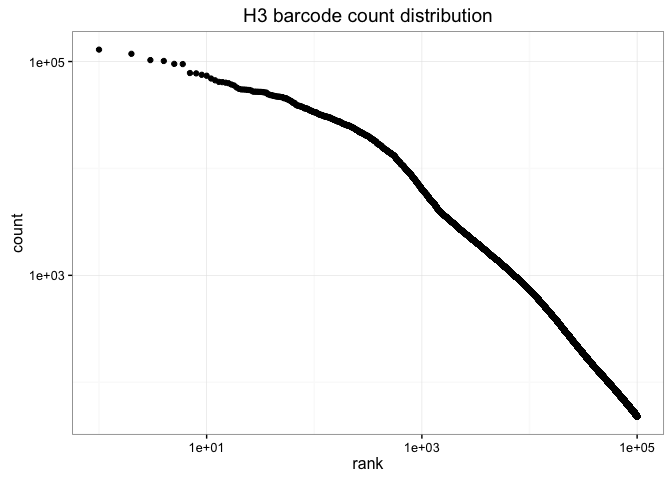 H3 barcode count distribution
1e+05
count
1e+03
1e+01 1e+03 1e+05
rank